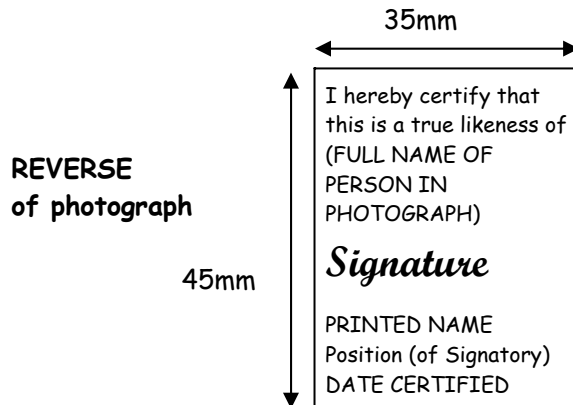 35mm
REVERSE
of photograph
45mm
I hereby certify that
this is a true likeness of
(FULL NAME OF
PERSON IN
PHOTOGRAPH)
Signature
PRINTED NAME
Position (of Signatory)
DATE CERTIFIED